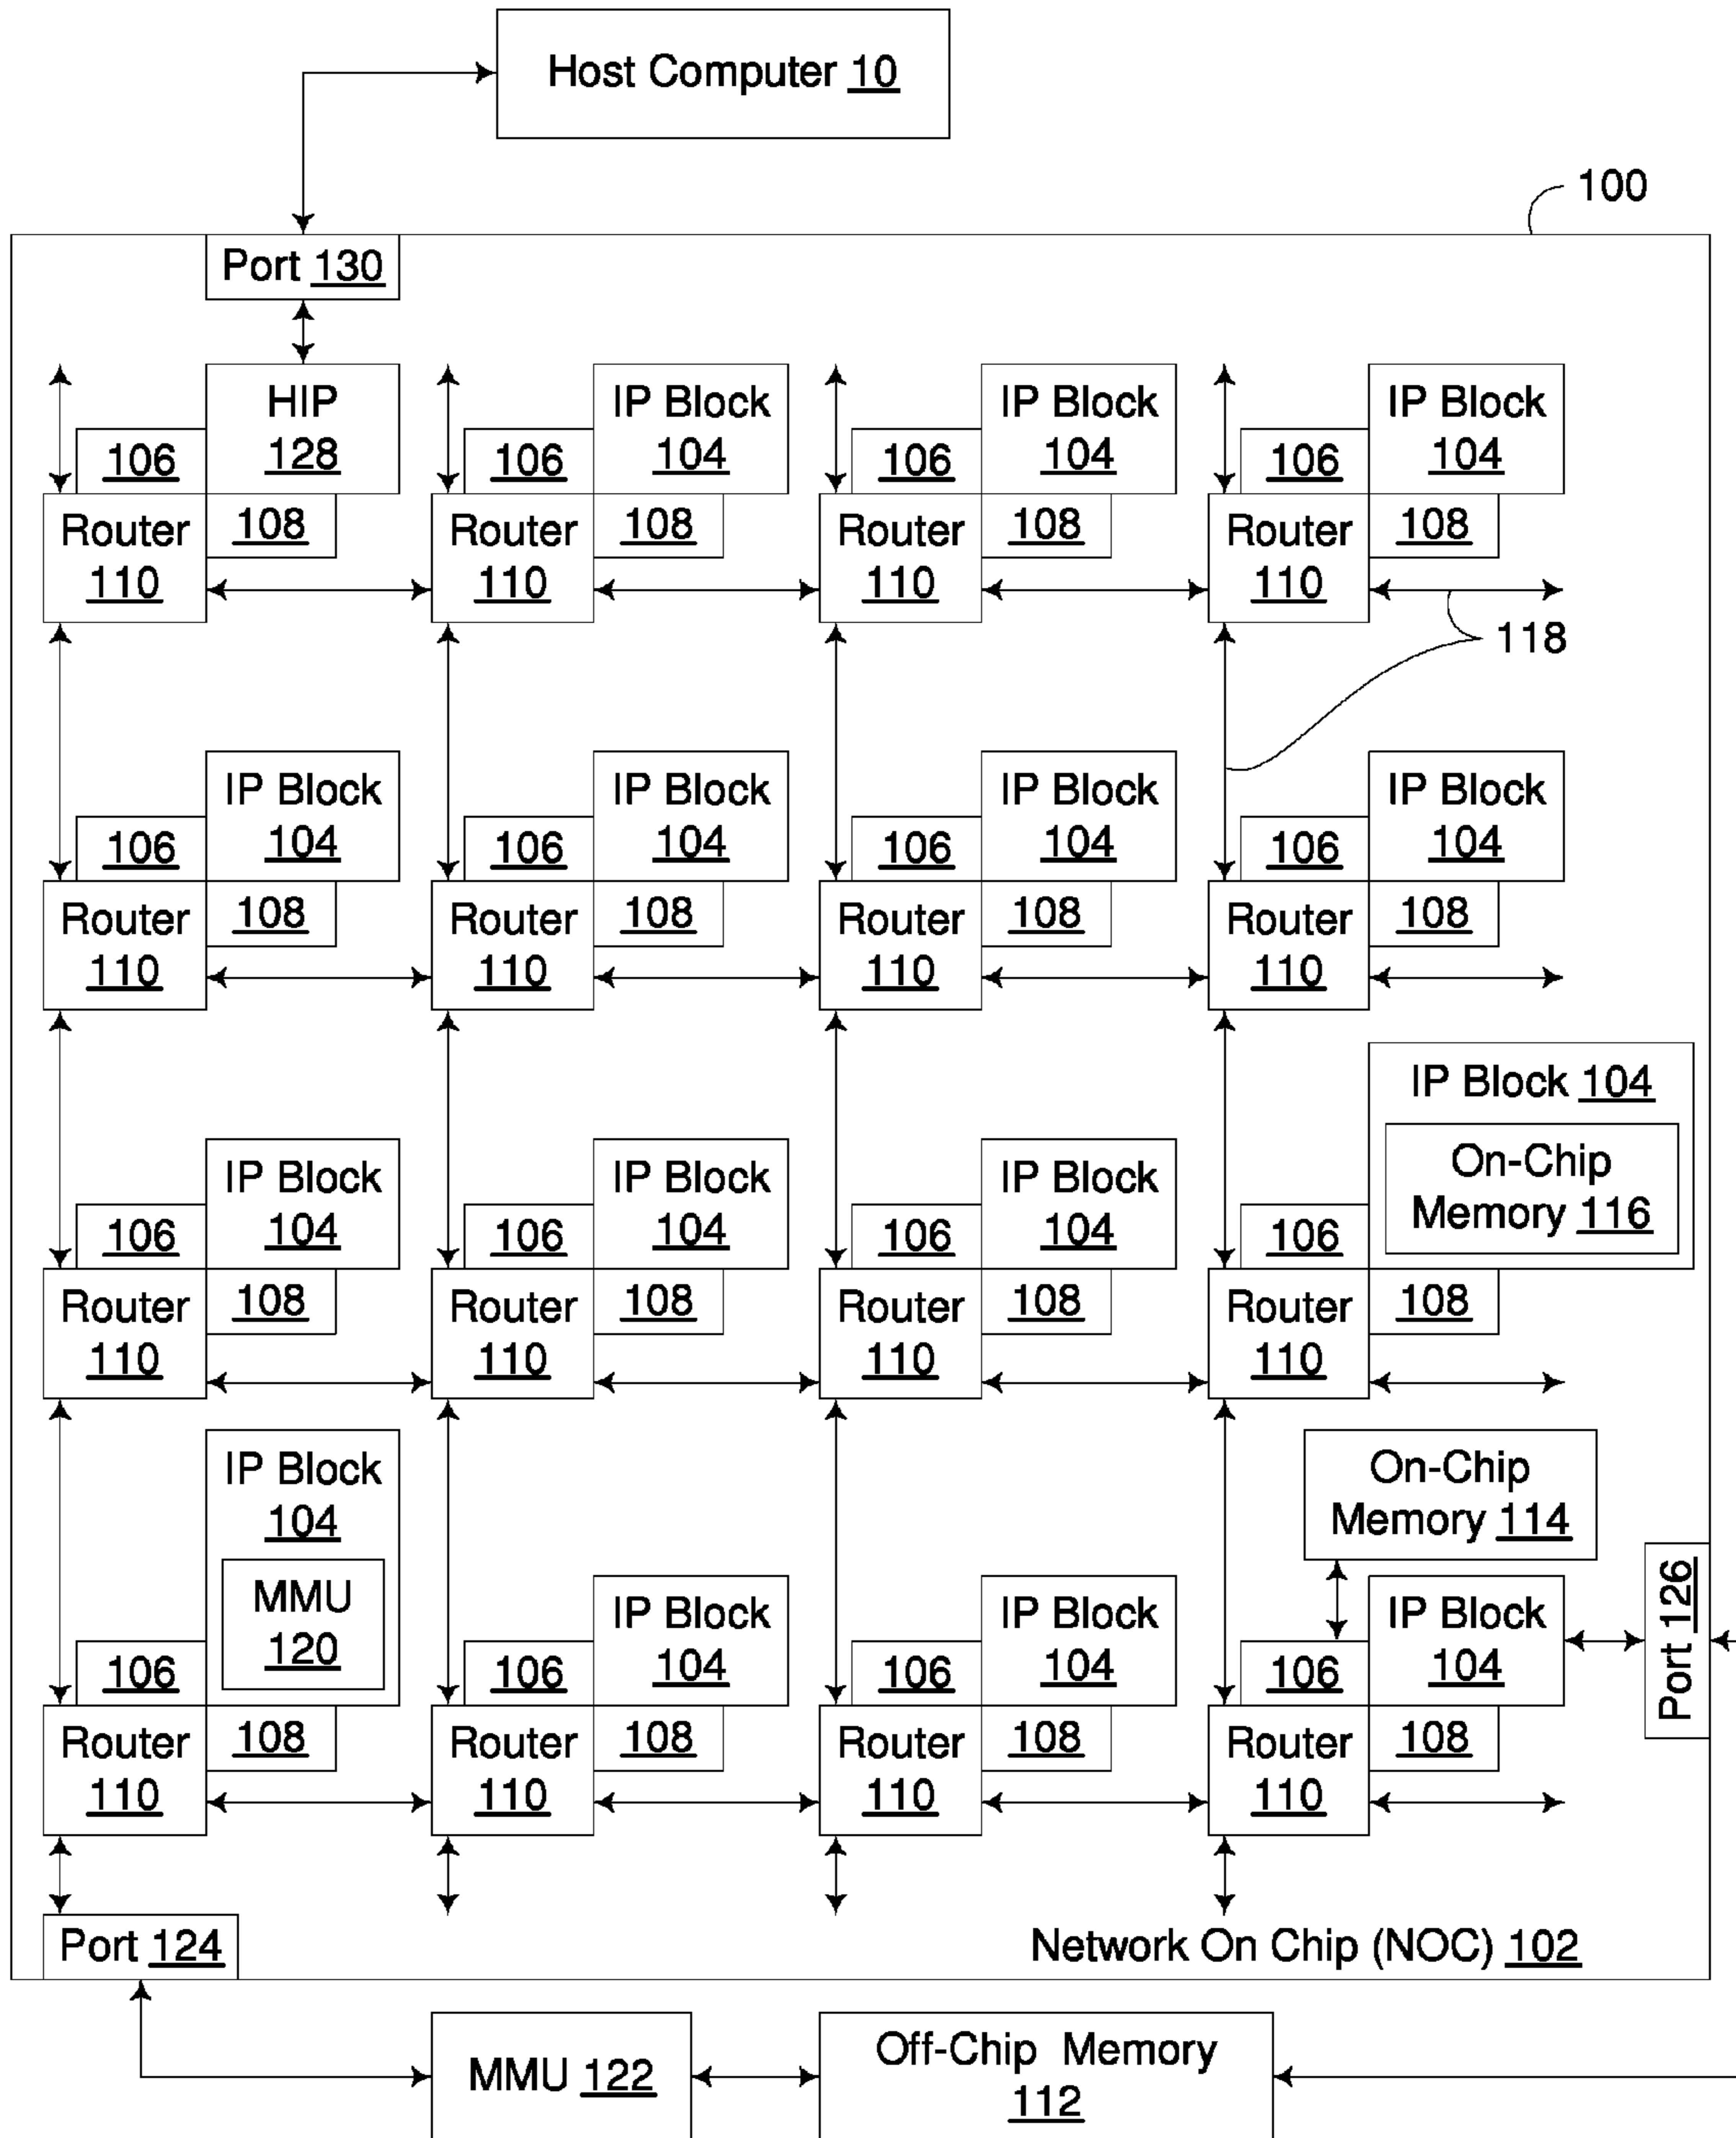 Host Computer 10
100
Port 130
HIP
128
106
Router
110
108
IP Block
104
106
Router
110
108
IP Block
104
106
Router
110
108
IP Block
104
106
Router
110
108
118
IP Block
104
106
Router
110
108
IP Block
104
106
Router
110
108
IP Block
104
106
Router
110
108
IP Block
104
106
Router
110
108
IP Block
104
106
Router
110
108
IP Block
104
106
Router
110
108
IP Block
104
106
Router
110
108
IP Block 104
On-Chip
Memory 116
106
Router
110
108
IP Block
104
MMU
120
106
Router
110
108
IP Block
104
106
Router
110
108
IP Block
104
106
Router
110
108
On-Chip
Memory 114
IP Block
104
106
Router
110
108
Port 126
Port 124
Network On Chip (NOC) 102
MMU 122
Off-Chip Memory
112